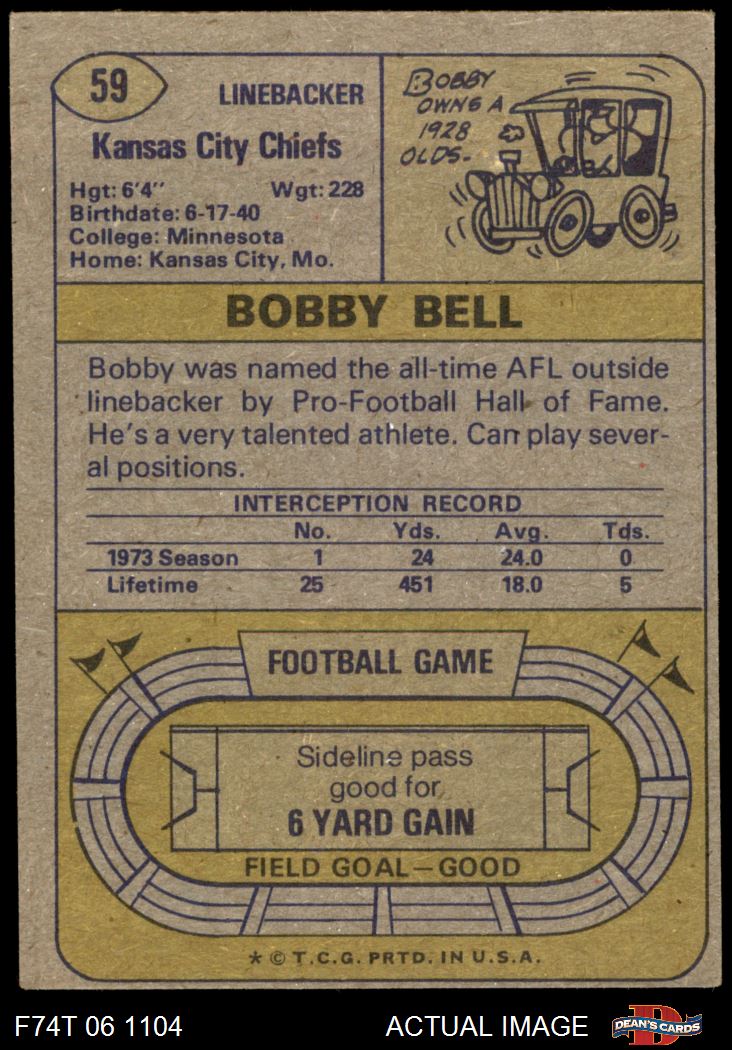 59
LINEBACKER
Kansas City Chiefs
Hgt: 6'4" Wgt: 228
Birthdate: 6-17-40
College: Minnesota
Home: Kansas City, Mo.
BOBBY
OWNS A
1928
OLDS.
BOBBY BELL
Bobby was named the all-time AFL outside
linebacker by Pro-Football Hall of Fame.
He's a very talented athlete. Can play sever-
al positions.
INTERCEPTION RECORD
No. Yds. Avg. Tds.
1973 Season 1 24 24.0 0
Lifetime 25 451 18.0 5
FOOTBALL GAME
Sideline pass
good for
6 YARD GAIN
FIELD GOAL—GOOD
* © T.C.G. PRTD. IN U.S.A.
F74T 06 1104 ACTUAL IMAGE
D
DEAN'S CARDS